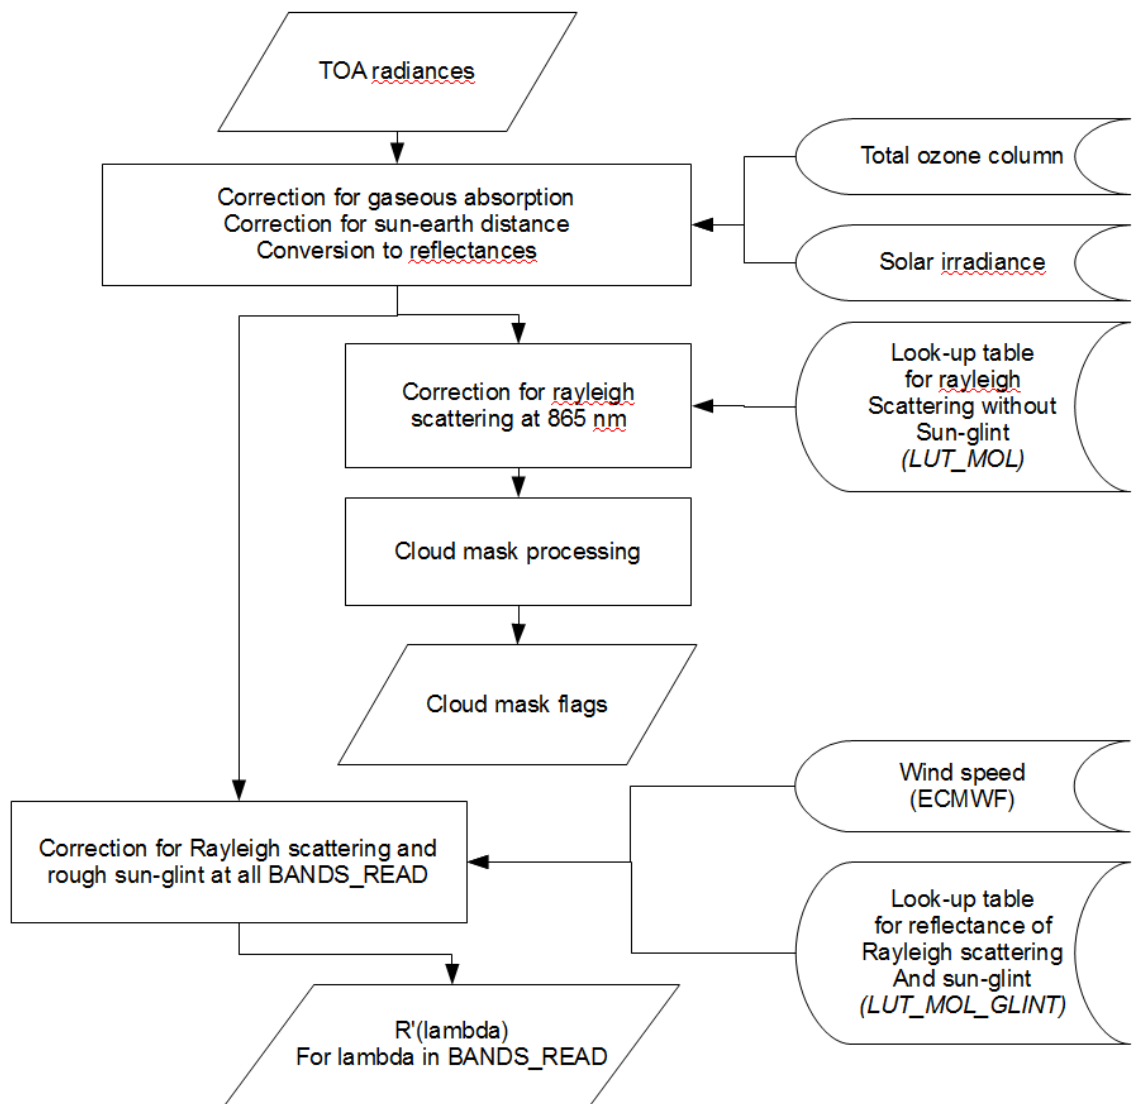 TOA radiances
Total ozone column
Correction for gaseous absorption
Correction for sun-earth distance
Conversion to reflectances
Solar irradiance
Look-up table
for rayleigh
Scattering without
Sun-glint
(LUT_MOL)
Correction for rayleigh
scattering at 865 nm
Cloud mask processing
Cloud mask flags
Wind speed
(ECMWF)
Correction for Rayleigh scattering and
rough sun-glint at all BANDS_READ
Look-up table
for reflectance of
Rayleigh scattering
And sun-glint
(LUT_MOL_GLINT)
R'(lambda)
For lambda in BANDS_READ